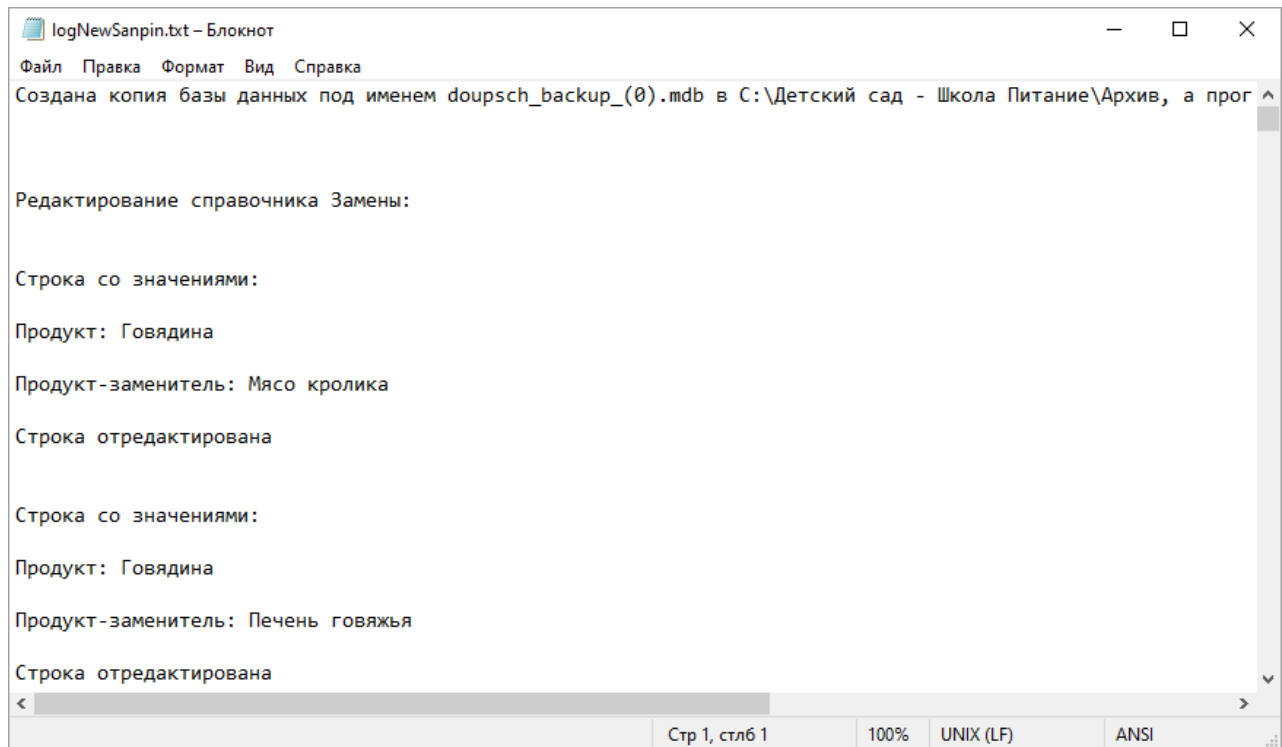 logNewSanpin.txt – Блокнот
Файл Правка Формат Вид Справка
Создана копия базы данных под именем doupsch_backup_(0).mdb в C:\Детский сад - Школа Питание\Архив, а прог
Редактирование справочника Замены:
Строка со значениями:
Продукт: Говядина
Продукт-заменитель: Мясо кролика
Строка отредактирована
Строка со значениями:
Продукт: Говядина
Продукт-заменитель: Печень говяжья
Строка отредактирована
Стр 1, стлб 1 100% UNIX (LF) ANSI